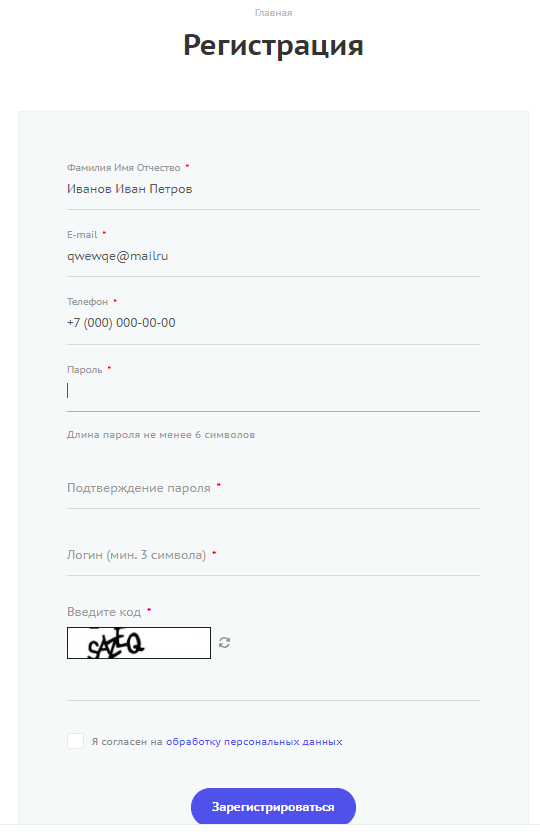 Главная
Регистрация
Фамилия Имя Отчество *
Иванов Иван Петров
E-mail *
qwewqe@mailru
Телефон *
+7 (000) 000-00-00
Пароль *
Длина пароля не менее 6 символов
Подтверждение пароля *
Логин (мин. 3 символа) *
Введите код *
SAZEQ
Я согласен на обработку персональных данных
Зарегистрироваться